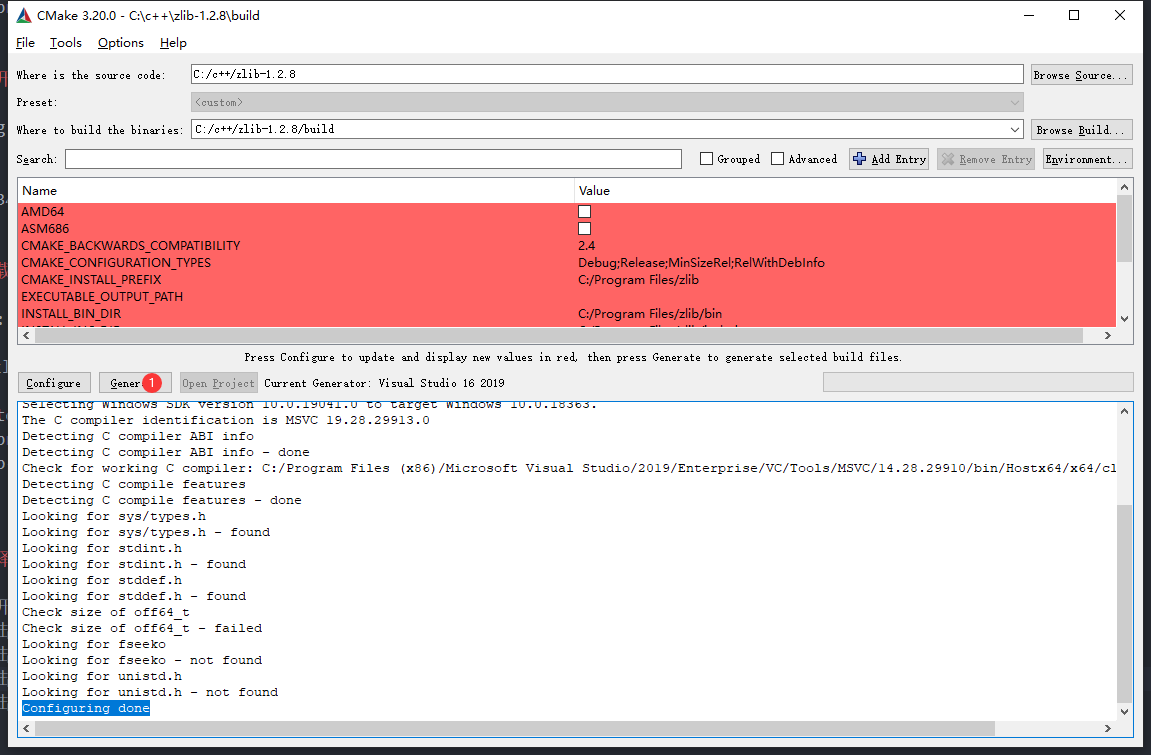 CMake 3.20.0 - C:\c++\zlib-1.2.8\build
File Tools Options Help
Where is the source code: C:/c++/zlib-1.2.8 Browse Source...
Preset: <custom>
Where to build the binaries: C:/c++/zlib-1.2.8/build Browse Build...
Search: Grouped Advanced Add Entry Remove Entry Environment...
Name Value
AMD64
ASM686
CMAKE_BACKWARDS_COMPATIBILITY 2.4
CMAKE_CONFIGURATION_TYPES Debug;Release;MinSizeRel;RelWithDebInfo
CMAKE_INSTALL_PREFIX C:/Program Files/zlib
EXECUTABLE_OUTPUT_PATH
INSTALL_BIN_DIR C:/Program Files/zlib/bin
Press Configure to update and display new values in red, then press Generate to generate selected build files.
Configure Gener 1 Open Project Current Generator: Visual Studio 16 2019
Selecting Windows SDK version 10.0.19041.0 to target Windows 10.0.18363.
The C compiler identification is MSVC 19.28.29913.0
Detecting C compiler ABI info
Detecting C compiler ABI info - done
Check for working C compiler: C:/Program Files (x86)/Microsoft Visual Studio/2019/Enterprise/VC/Tools/MSVC/14.28.29910/bin/Hostx64/x64/cl
Detecting C compile features
Detecting C compile features - done
Looking for sys/types.h
Looking for sys/types.h - found
Looking for stdint.h
Looking for stdint.h - found
Looking for stddef.h
Looking for stddef.h - found
Check size of off64_t
Check size of off64_t - failed
Looking for fseeko
Looking for fseeko - not found
Looking for unistd.h
Looking for unistd.h - not found
Configuring done